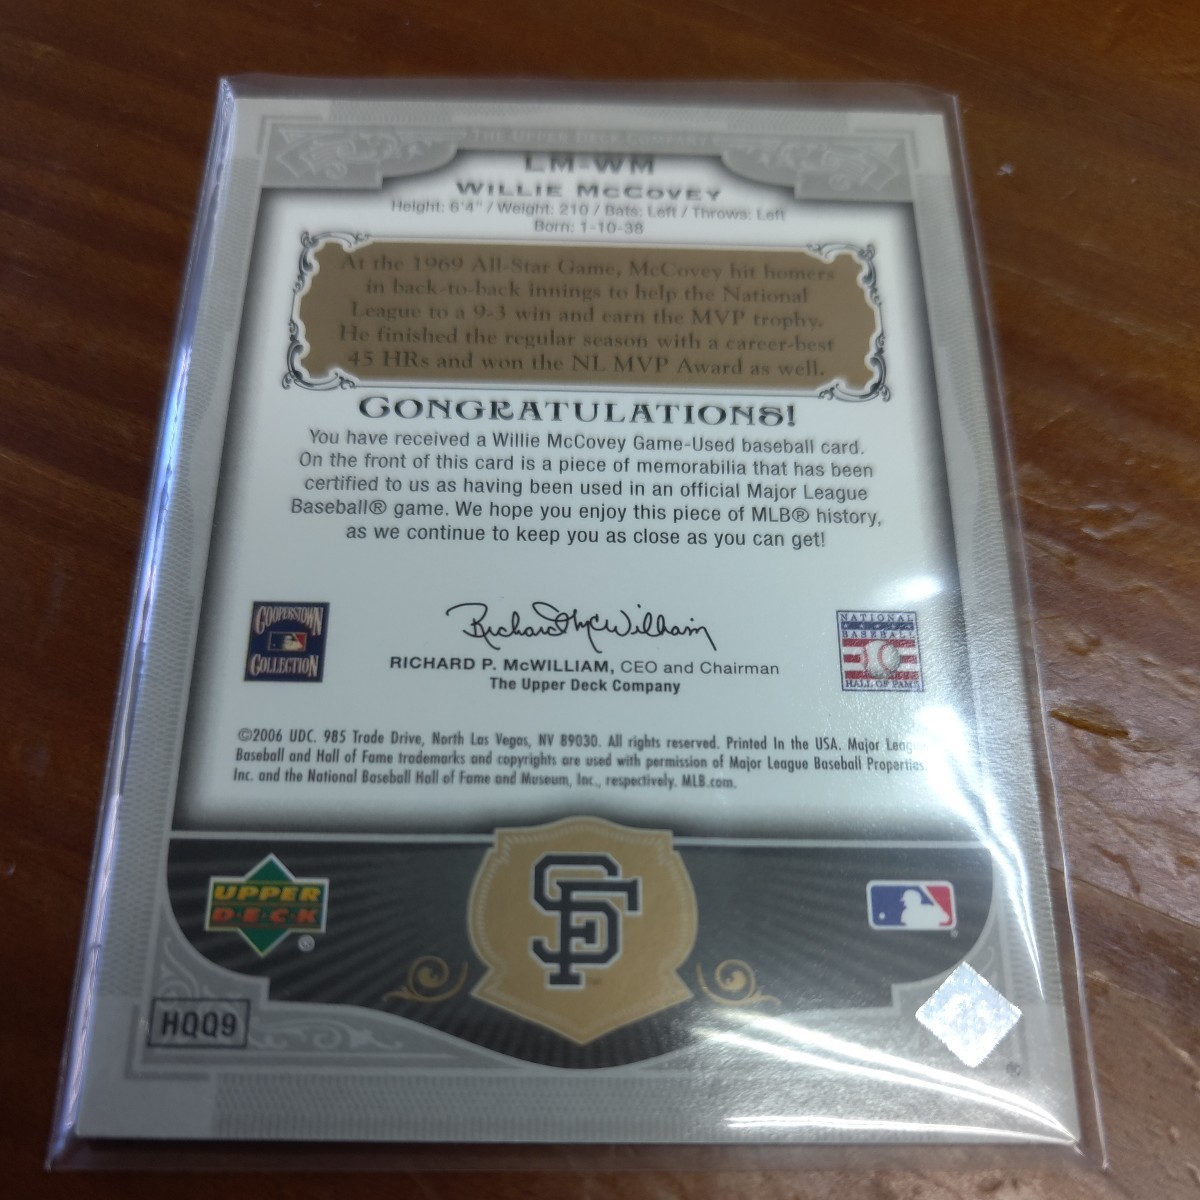 THE UPPER DECK COMPANY
LM-WM
WILLIE McCOVEY
Height: 6'4" / Weight: 210 / Bats: Left / Throws: Left
Born: 1-10-38
At the 1969 All-Star Game, McCovey hit homers
in back-to-back innings to help the National
League to a 9-3 win and earn the MVP trophy.
He finished the regular season with a career-best
45 HRs and won the NL MVP Award as well.
CONGRATULATIONS!
You have received a Willie McCovey Game-Used baseball card.
On the front of this card is a piece of memorabilia that has been
certified to us as having been used in an official Major League
Baseball® game. We hope you enjoy this piece of MLB® history,
as we continue to keep you as close as you can get!
COOPERSTOWN
COLLECTION
Richard McWilliam
NATIONAL
BASEBALL
HALL OF FAME
RICHARD P. McWILLIAM, CEO and Chairman
The Upper Deck Company
©2006 UDC. 985 Trade Drive, North Las Vegas, NV 89030. All rights reserved. Printed In the USA. Major League
Baseball and Hall of Fame trademarks and copyrights are used with permission of Major League Baseball Properties,
Inc. and the National Baseball Hall of Fame and Museum, Inc., respectively. MLB.com.
UPPER
DECK®
SF
HQQ9